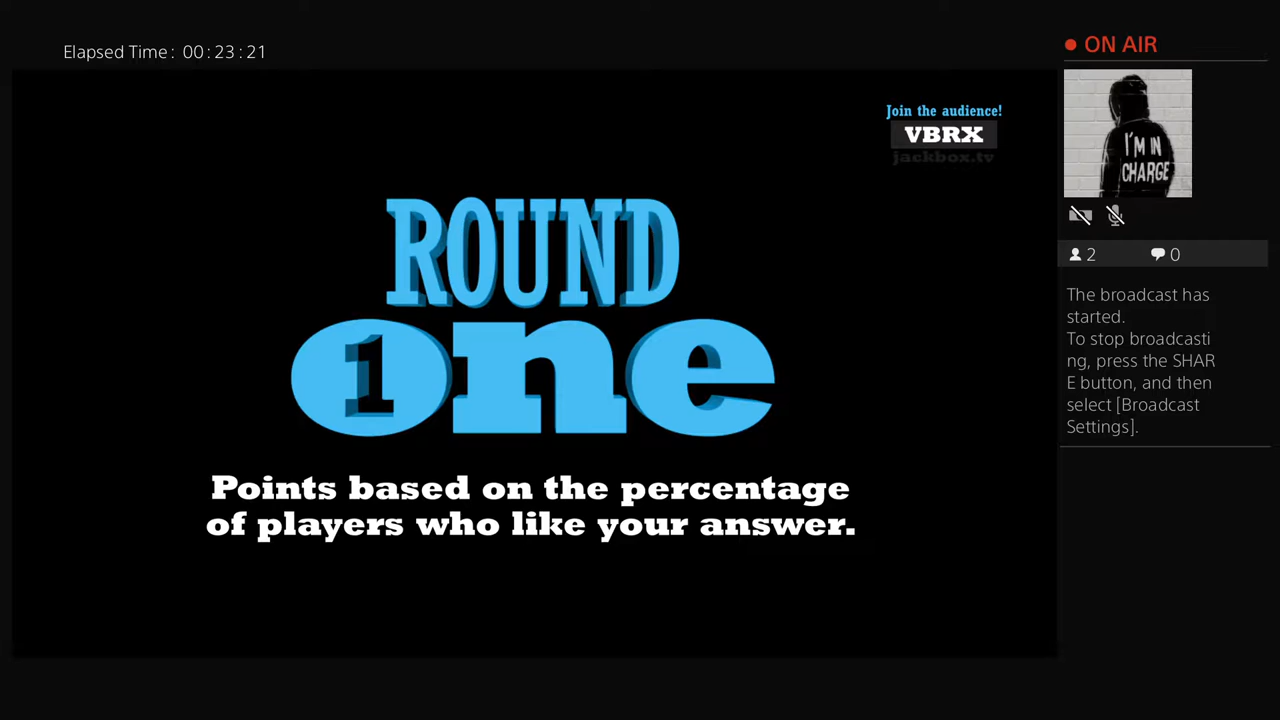 Elapsed Time: 00:23:21
ON AIR
Join the audience!
VBRX
jackbox.tv
I'M IN
CHARGE
2 0
ROUND
1
one
Points based on the percentage
of players who like your answer.
The broadcast has
started.
To stop broadcasti
ng, press the SHAR
E button, and then
select [Broadcast
Settings].